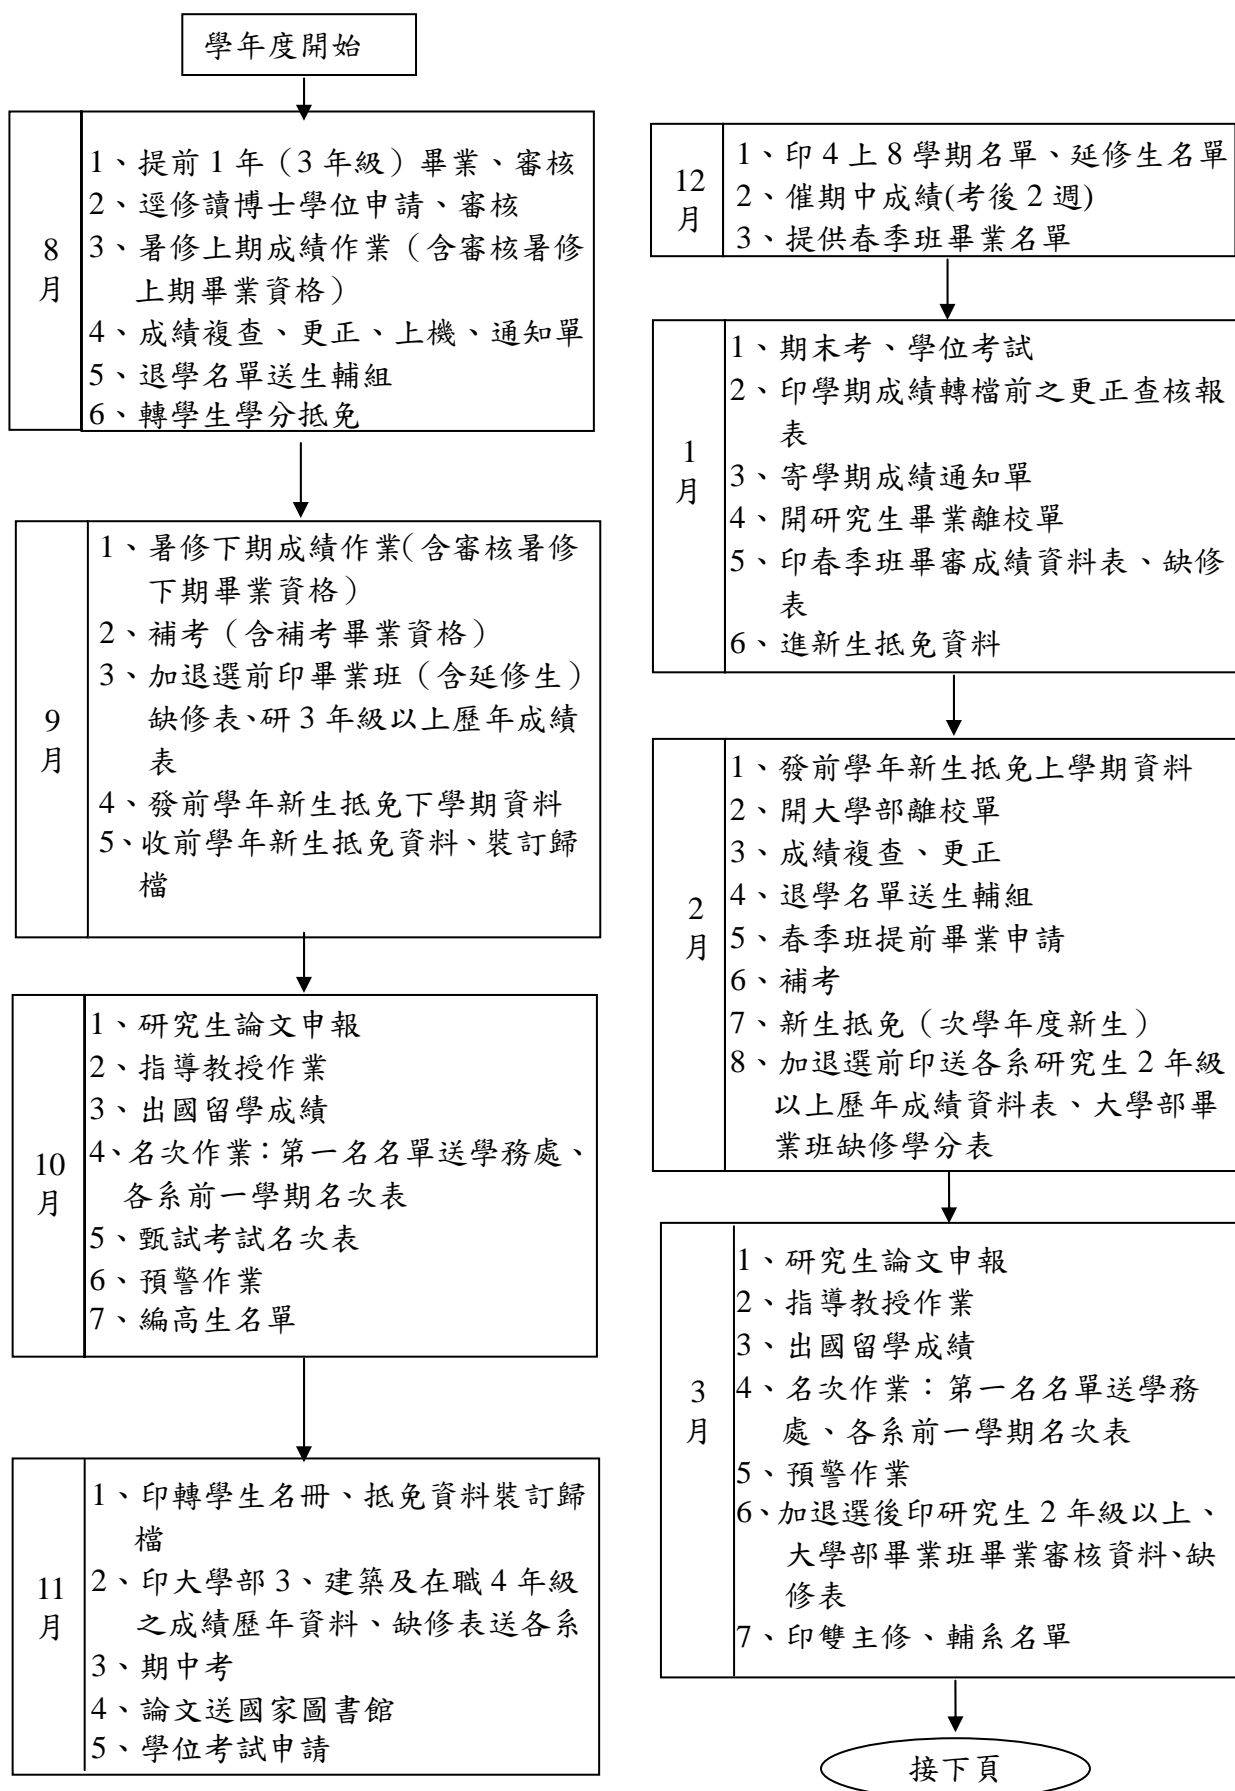 學年度開始
8
月
1、提前1年（3年級）畢業、審核
2、逕修讀博士學位申請、審核
3、暑修上期成績作業（含審核暑修
上期畢業資格）
4、成績複查、更正、上機、通知單
5、退學名單送生輔組
6、轉學生學分抵免
9
月
1、暑修下期成績作業(含審核暑修
下期畢業資格）
2、補考（含補考畢業資格）
3、加退選前印畢業班（含延修生）
缺修表、研3年級以上歷年成績
表
4、發前學年新生抵免下學期資料
5、收前學年新生抵免資料、裝訂歸
檔
10
月
1、研究生論文申報
2、指導教授作業
3、出國留學成績
4、名次作業：第一名名單送學務處、
各系前一學期名次表
5、甄試考試名次表
6、預警作業
7、編高生名單
11
月
1、印轉學生名冊、抵免資料裝訂歸
檔
2、印大學部3、建築及在職4年級
之成績歷年資料、缺修表送各系
3、期中考
4、論文送國家圖書館
5、學位考試申請
12
月
1、印4上8學期名單、延修生名單
2、催期中成績(考後2週)
3、提供春季班畢業名單
1
月
1、期末考、學位考試
2、印學期成績轉檔前之更正查核報
表
3、寄學期成績通知單
4、開研究生畢業離校單
5、印春季班畢審成績資料表、缺修
表
6、進新生抵免資料
2
月
1、發前學年新生抵免上學期資料
2、開大學部離校單
3、成績複查、更正
4、退學名單送生輔組
5、春季班提前畢業申請
6、補考
7、新生抵免（次學年度新生）
8、加退選前印送各系研究生2年級
以上歷年成績資料表、大學部畢
業班缺修學分表
3
月
1、研究生論文申報
2、指導教授作業
3、出國留學成績
4、名次作業：第一名名單送學務
處、各系前一學期名次表
5、預警作業
6、加退選後印研究生2年級以上、
大學部畢業班畢業審核資料、缺
修表
7、印雙主修、輔系名單
接下頁